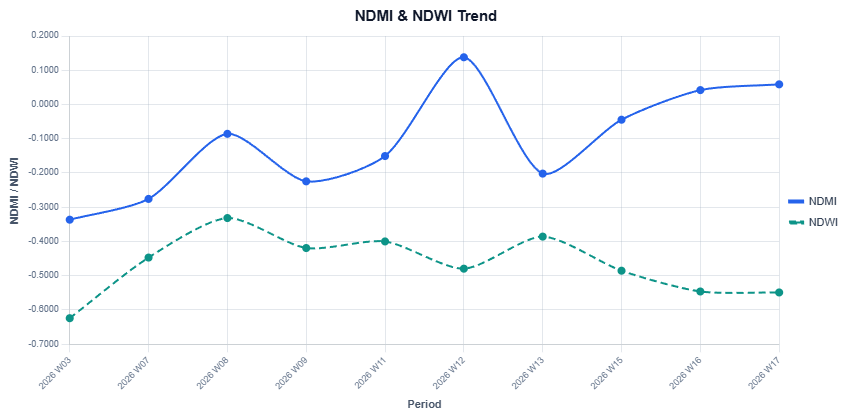 NDMI & NDWI Trend
0.2000
0.1000
0.0000
-0.1000
-0.2000
-0.3000
-0.4000
-0.5000
-0.6000
-0.7000
NDMI / NDWI
NDMI
NDWI
2026 W03
2026 W07
2026 W08
2026 W09
2026 W11
2026 W12
2026 W13
2026 W15
2026 W16
2026 W17
Period